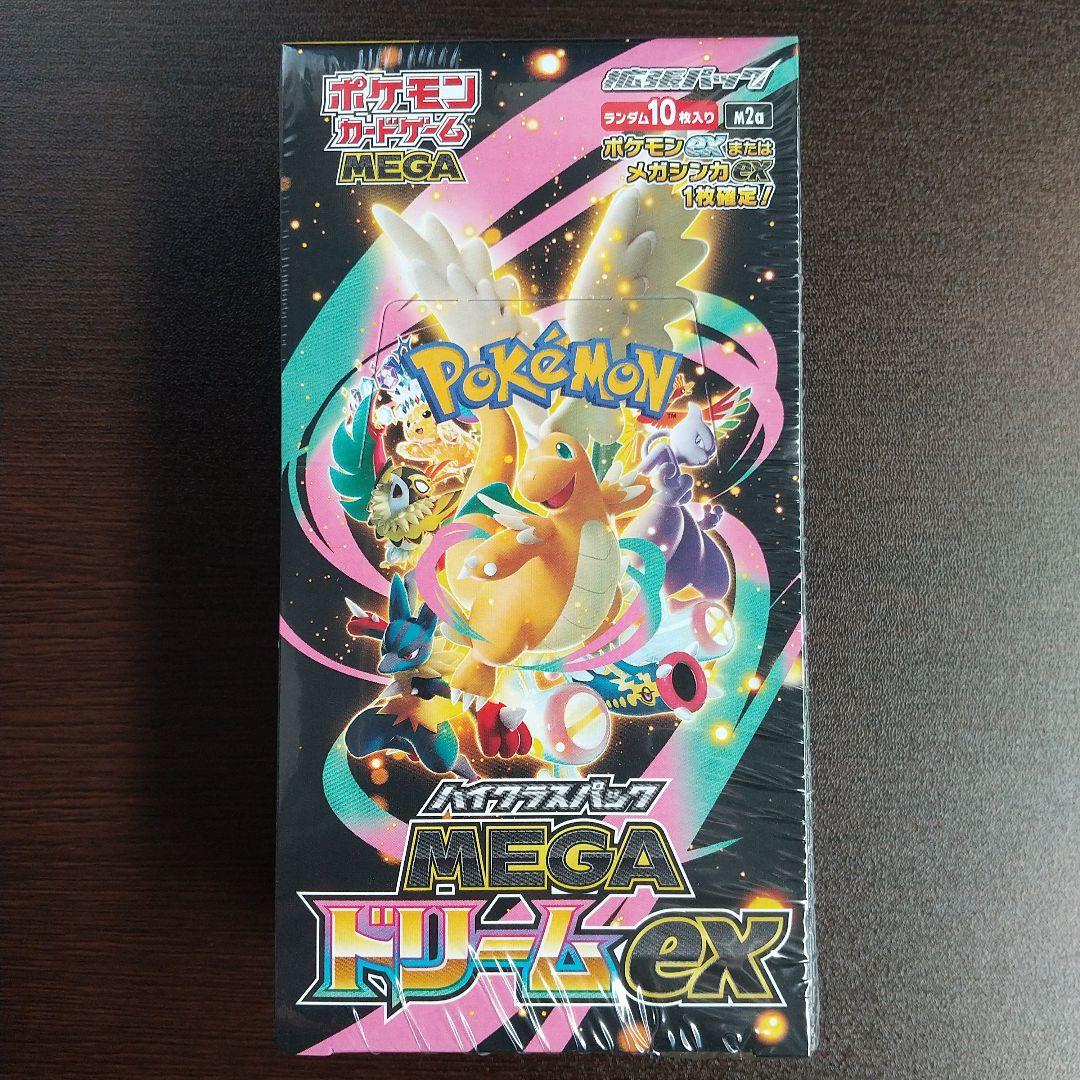 ポケモン
カードゲーム™
MEGA
拡張パック
ランダム10枚入り M2a
ポケモンexまたは
メガシンカex
1枚確定!
POKéMON
™
ハイクラスパック
MEGA
ドリームex